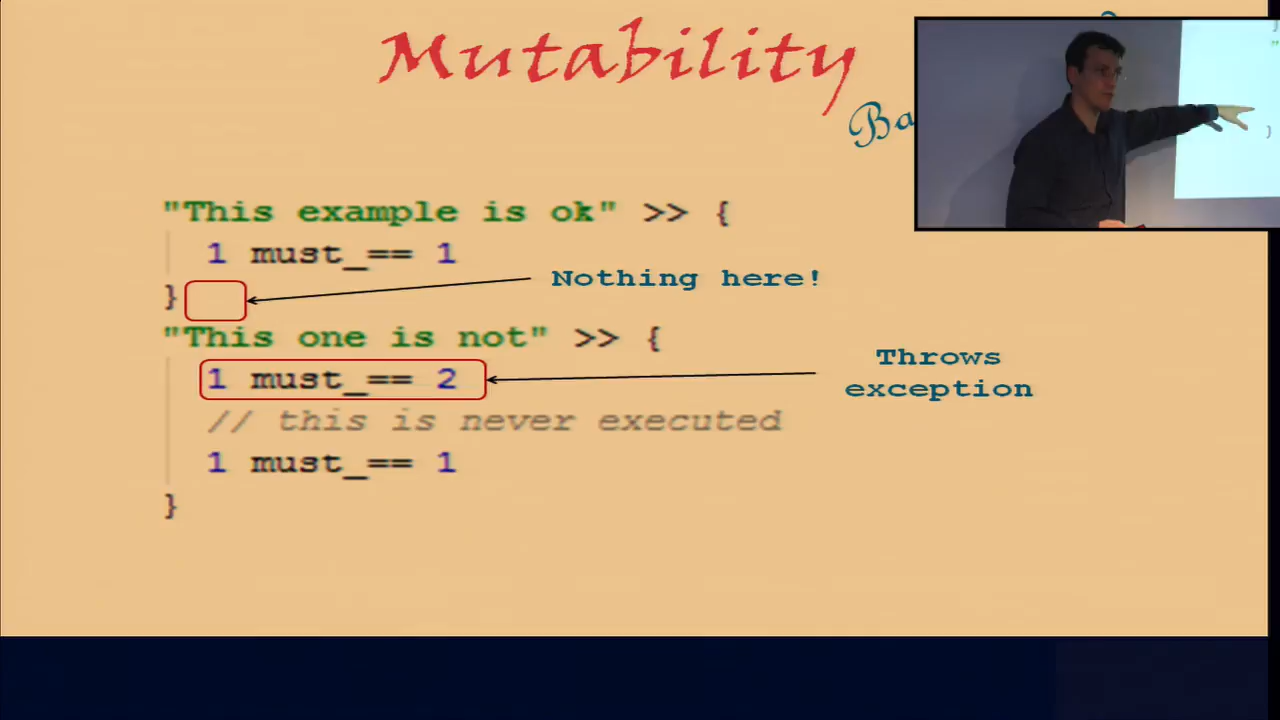 Mutability
"This example is ok" >> {
1 must_== 1
}
Nothing here!
"This one is not" >> {
1 must_== 2
Throws
exception
// this is never executed
1 must_== 1
}